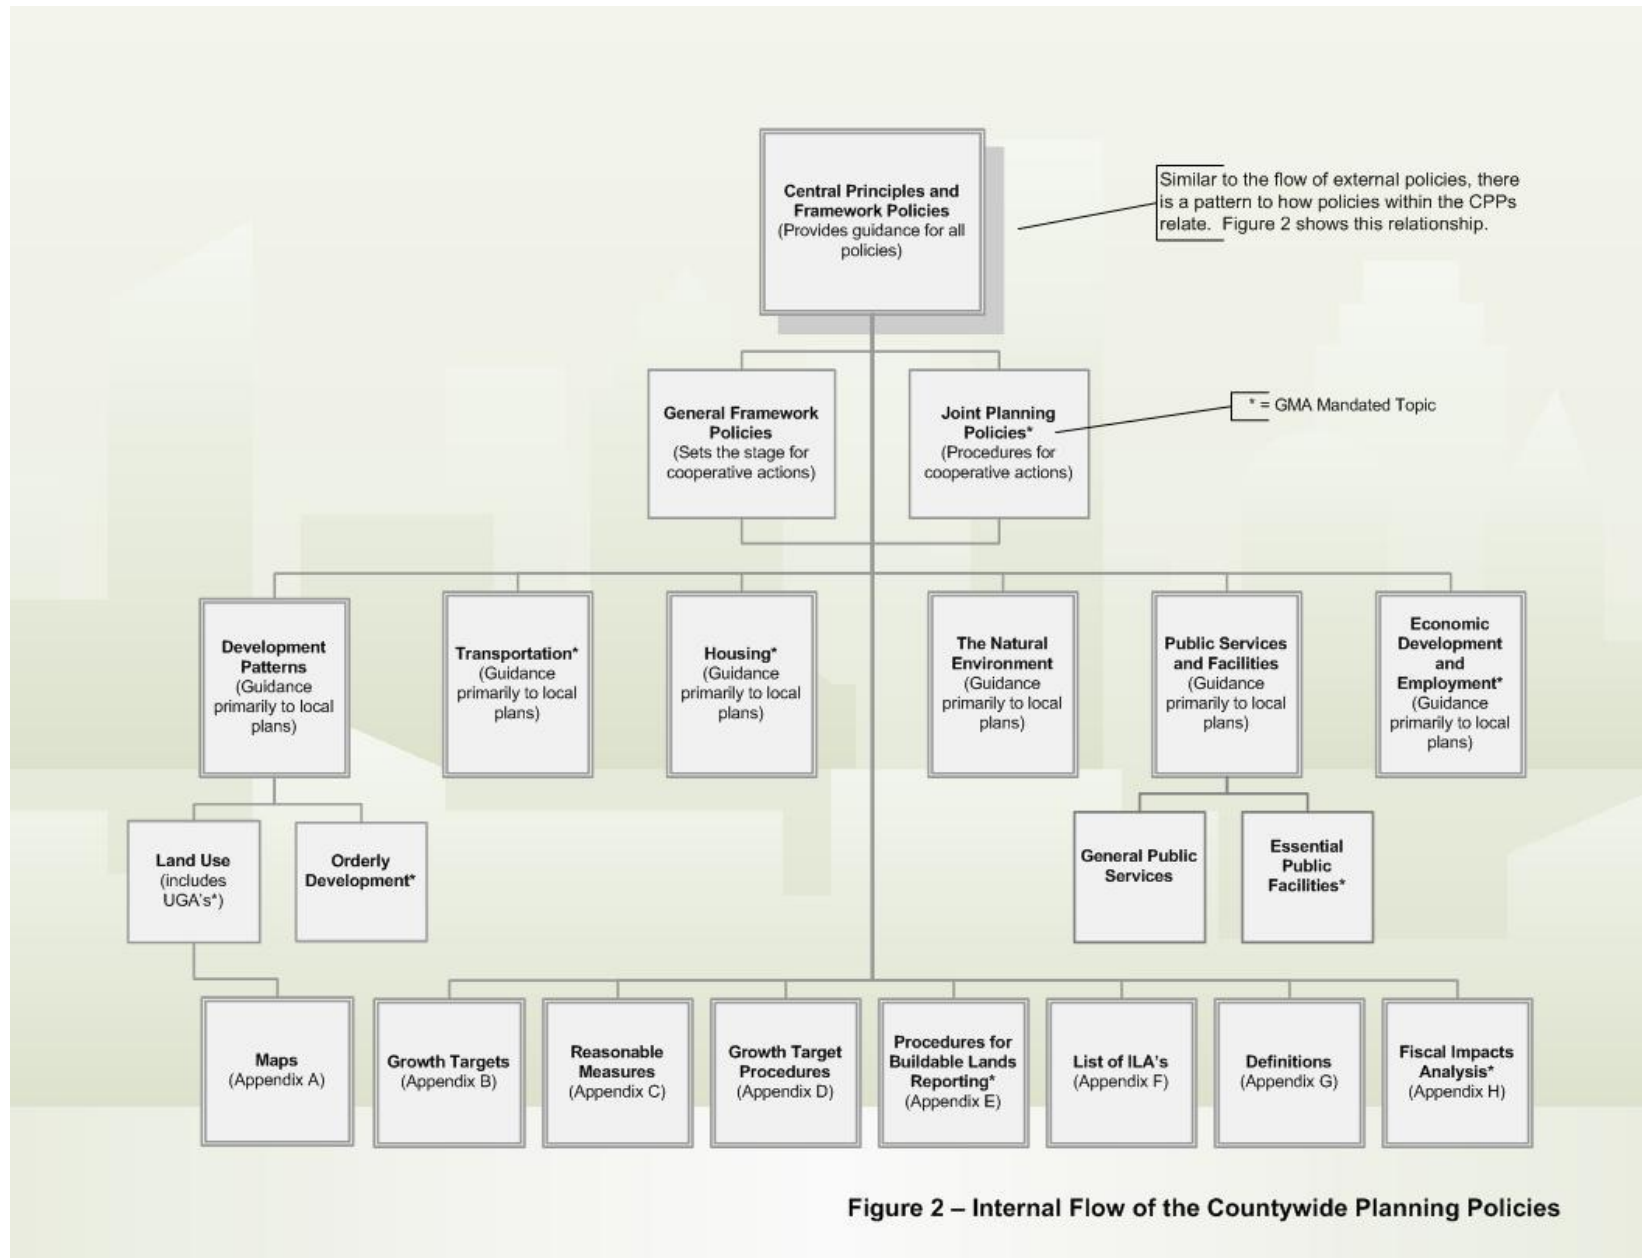 Central Principles and
Framework Policies
(Provides guidance for all
policies)
Similar to the flow of external policies, there
is a pattern to how policies within the CPPs
relate.  Figure 2 shows this relationship.
General Framework
Policies
(Sets the stage for
cooperative actions)
Joint Planning
Policies*
(Procedures for
cooperative actions)
* = GMA Mandated Topic
Development
Patterns
(Guidance
primarily to local
plans)
Transportation*
(Guidance
primarily to local
plans)
Housing*
(Guidance
primarily to local
plans)
The Natural
Environment
(Guidance
primarily to local
plans)
Public Services
and Facilities
(Guidance
primarily to local
plans)
Economic
Development
and
Employment*
(Guidance
primarily to local
plans)
Land Use
(includes
UGA's*)
Orderly
Development*
General Public
Services
Essential
Public
Facilities*
Maps
(Appendix A)
Growth Targets
(Appendix B)
Reasonable
Measures
(Appendix C)
Growth Target
Procedures
(Appendix D)
Procedures for
Buildable Lands
Reporting*
(Appendix E)
List of ILA's
(Appendix F)
Definitions
(Appendix G)
Fiscal Impacts
Analysis*
(Appendix H)
Figure 2 – Internal Flow of the Countywide Planning Policies